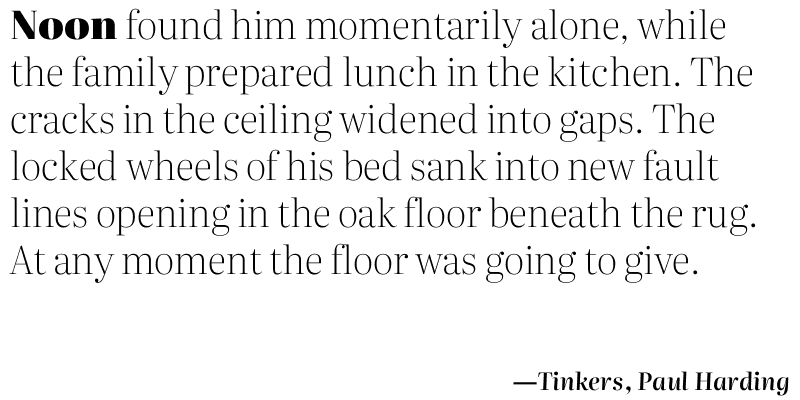 Noon found him momentarily alone, while
the family prepared lunch in the kitchen. The
cracks in the ceiling widened into gaps. The
locked wheels of his bed sank into new fault
lines opening in the oak floor beneath the rug.
At any moment the floor was going to give.
—Tinkers, Paul Harding